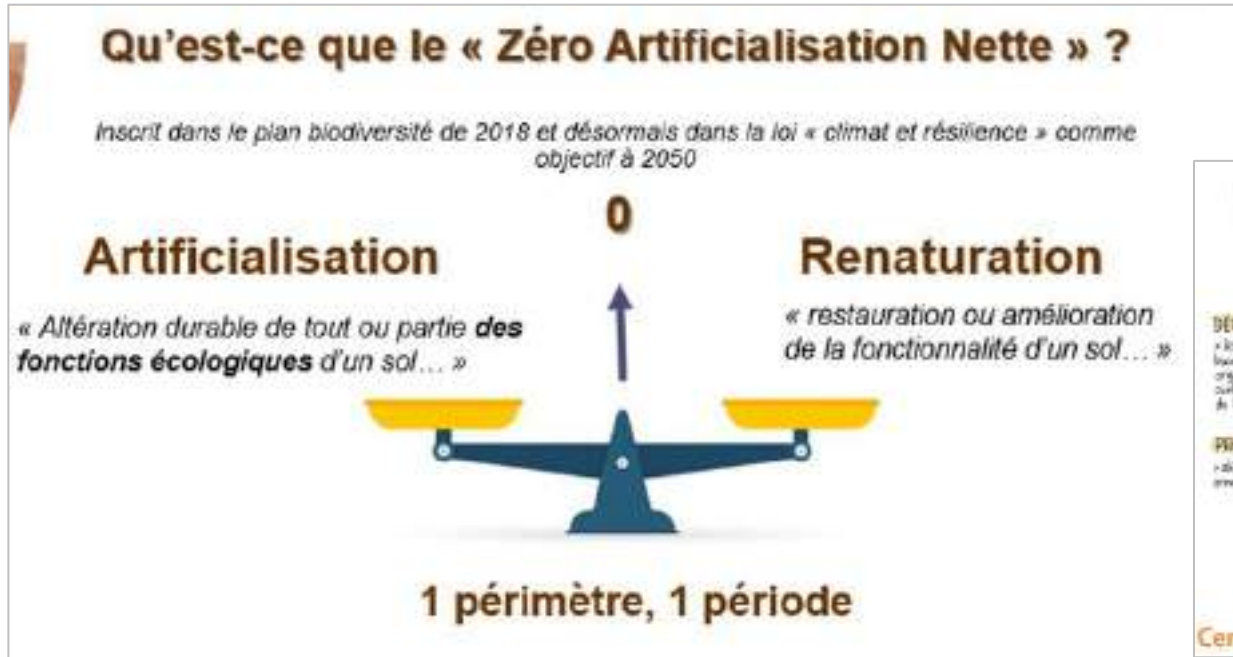 Qu'est-ce que le « Zéro Artificialisation Nette » ?
Inscrit dans le plan biodiversité de 2018 et désormais dans la loi « climat et résilience » comme
objectif à 2050
0
Artificialisation
Renaturation
« Altération durable de tout ou partie des
fonctions écologiques d'un sol... »
« restauration ou amélioration
de la fonctionnalité d'un sol... »
1 périmètre, 1 période
Cer